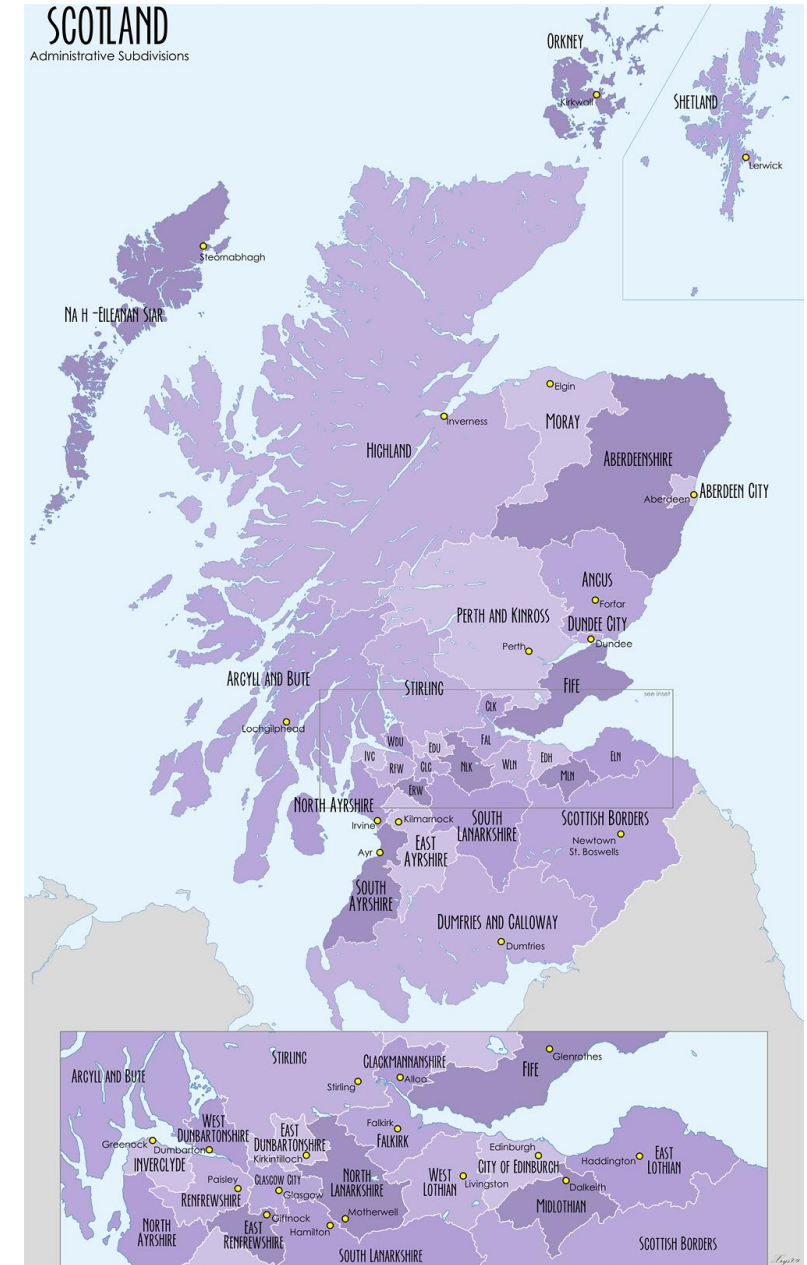 SCOTLAND
Administrative Subdivisions
ORKNEY
Kirkwall
SHETLAND
Lerwick
Steornabhagh
NA H -EILEANAN SIAR
Elgin
Inverness
MORAY
HIGHLAND
ABERDEENSHIRE
Aberdeen
ABERDEEN CITY
ANGUS
Forfar
PERTH AND KINROSS
DUNDEE CITY
Dundee
Perth
ARGYLL AND BUTE
STIRLING
FIFE
see inset
CLK
Lochgilphead
WDU
EDU
FAL
IVC
RFW
GLC
NLK
WLN
EDH
MLN
ELN
ERW
NORTH AYRSHIRE
Irvine
Kilmarnock
SOUTH
LANARKSHIRE
SCOTTISH BORDERS
Newtown
St. Boswells
EAST
AYRSHIRE
Ayr
SOUTH
AYRSHIRE
DUMFRIES AND GALLOWAY
Dumfries
STIRLING
CLACKMANNANSHIRE
Glenrothes
ARGYLL AND BUTE
Stirling
Alloa
FIFE
WEST
DUNBARTONSHIRE
EAST
DUNBARTONSHIRE
Falkirk
FALKIRK
Greenock
Dumbarton
Kirkintilloch
INVERCLYDE
Edinburgh
CITY OF EDINBURGH
Haddington
EAST
LOTHIAN
Paisley
RENFREWSHIRE
GLASGOW CITY
Glasgow
NORTH
LANARKSHIRE
WEST
LOTHIAN
Livingston
Dalkeith
MIDLOTHIAN
NORTH
AYRSHIRE
EAST
RENFREWSHIRE
Giffnock
Hamilton
Motherwell
SOUTH LANARKSHIRE
SCOTTISH BORDERS